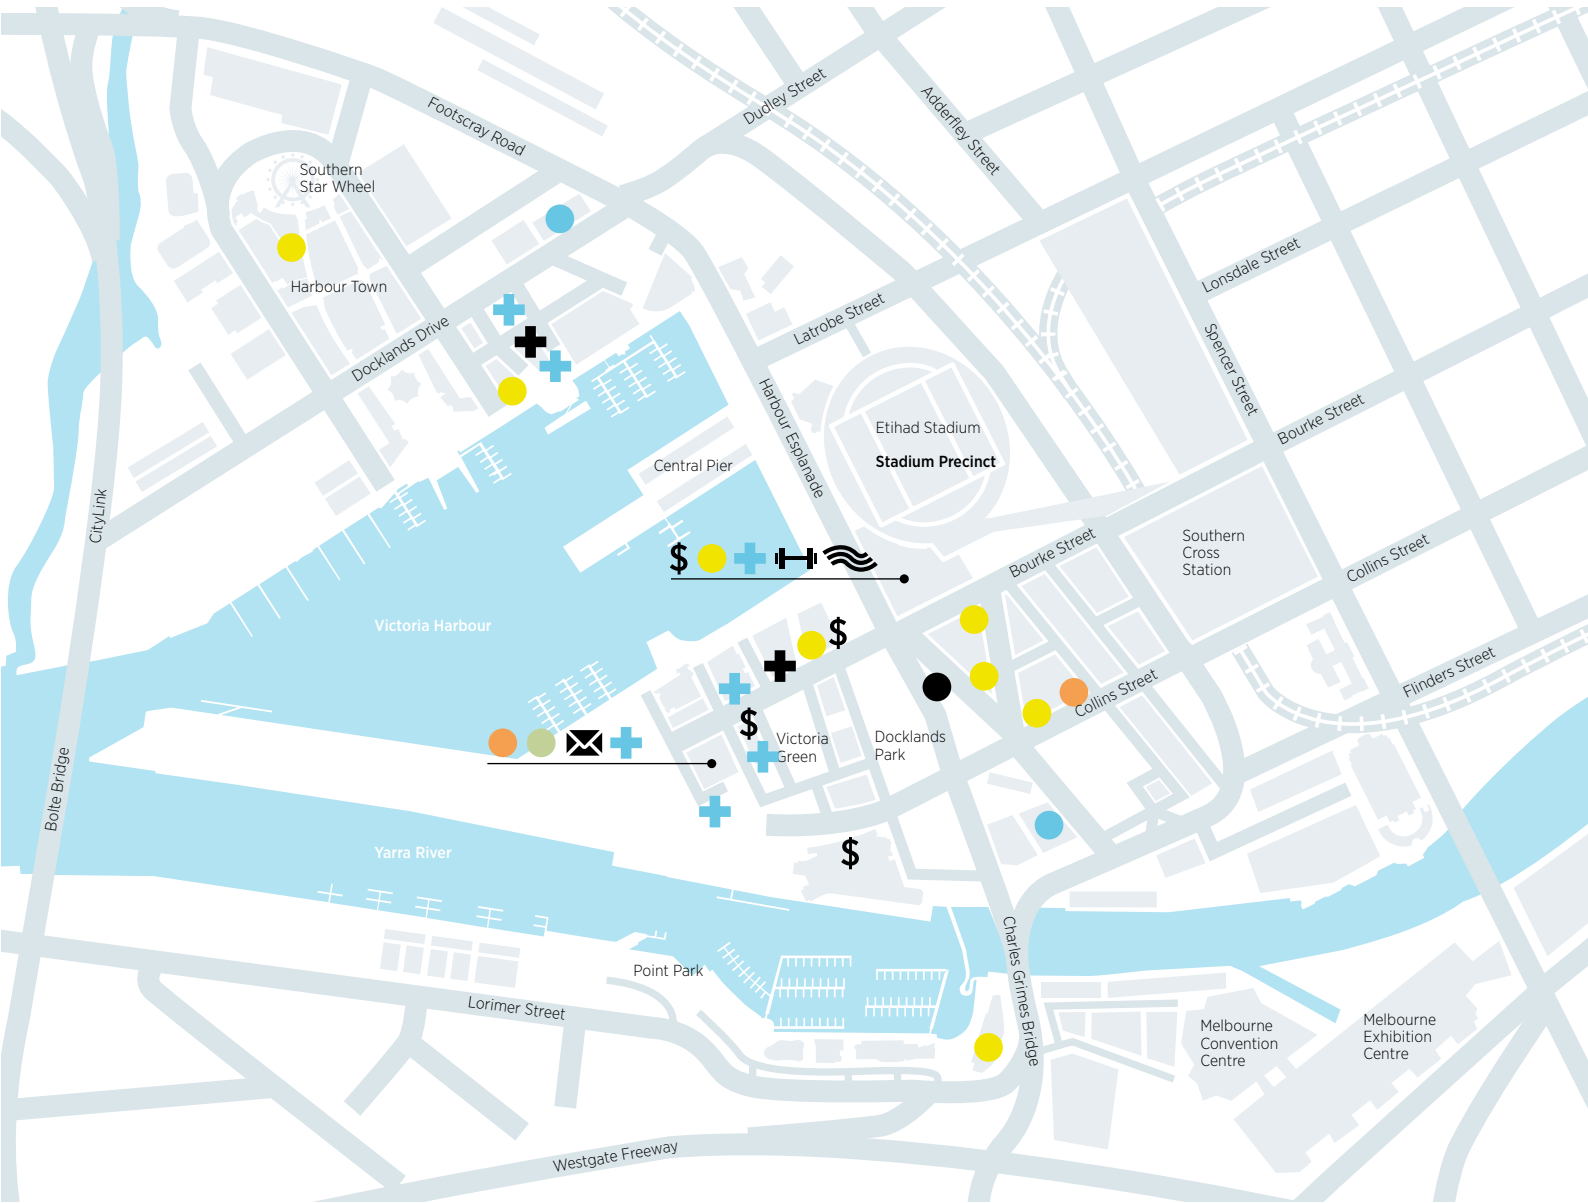 Footscray Road
Dudley Street
Adderfley Street
Southern
Star Wheel
Harbour Town
Lonsdale Street
Latrobe Street
Docklands Drive
Spencer Street
Harbour Esplanade
Bourke Street
Etihad Stadium
Stadium Precinct
Central Pier
CityLink
$
Bourke Street
Southern
Cross
Station
Collins Street
Victoria Harbour
$
Flinders Street
Collins Street
$
Victoria
Green
Docklands
Park
Bolte Bridge
Yarra River
$
Point Park
Lorimer Street
Charles Grimes Bridge
Melbourne
Convention
Centre
Melbourne
Exhibition
Centre
Westgate Freeway